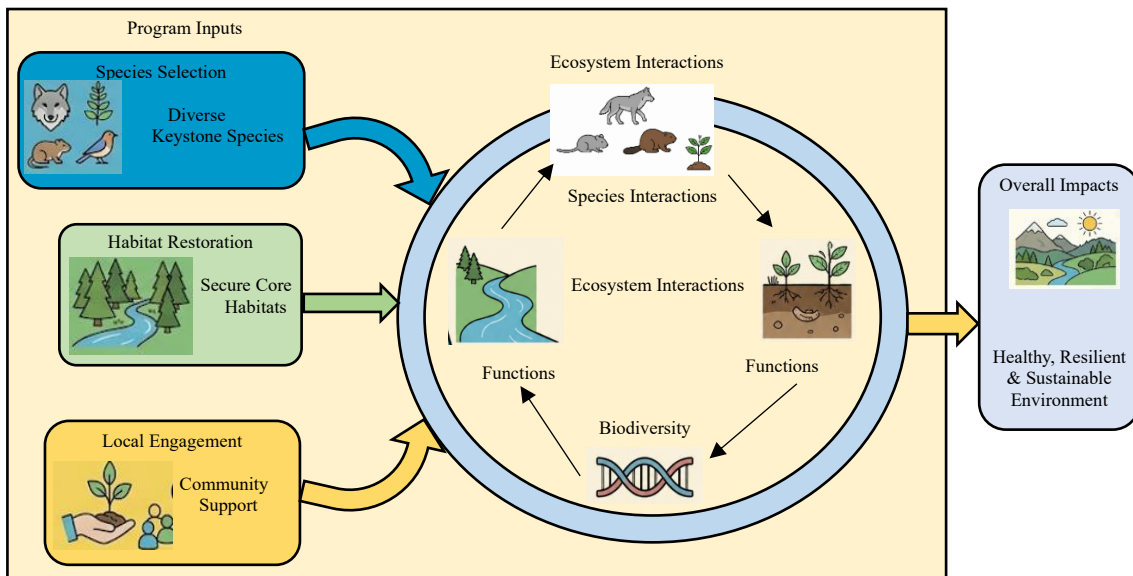 Program Inputs
Species Selection
Diverse
Keystone Species
Habitat Restoration
Secure Core
Habitats
Local Engagement
Community
Support
Ecosystem Interactions
Species Interactions
Ecosystem Interactions
Functions
Functions
Biodiversity
Overall Impacts
Healthy, Resilient
& Sustainable
Environment